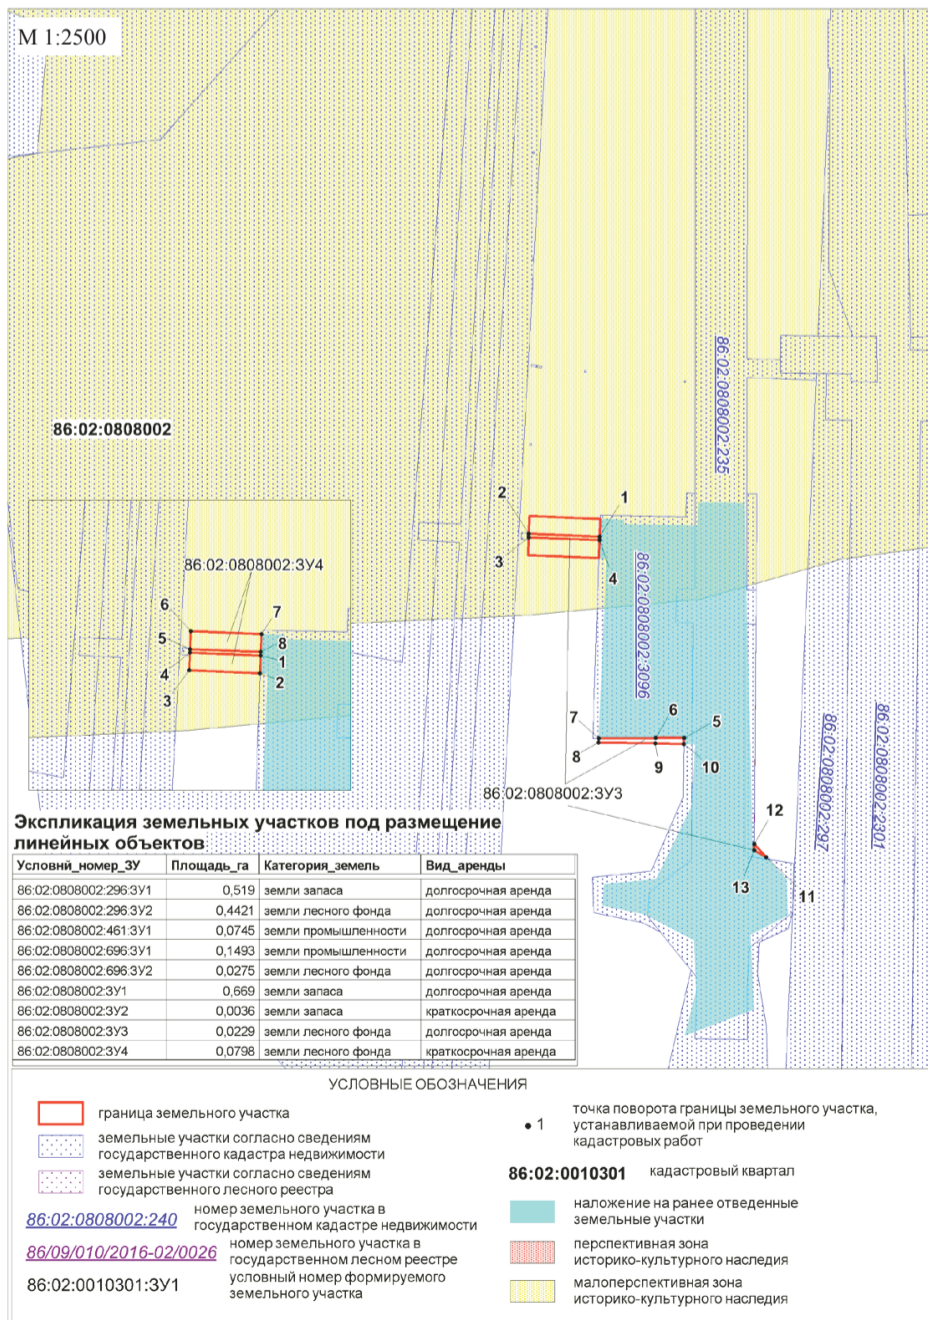 М 1:2500
86:02:0808002:235
86:02:0808002
2
1
3
4
86:02:0808002:3096
86:02:0808002:ЗУ4
6
7
5
8
4
1
3
2
7
6
5
8
9
10
86:02:0808002:ЗУ3
86:02:0808002:297
86:02:0808002:2301
12
13
11
Экспликация земельных участков под размещение
линейных объектов
Условнй_номер_ЗУ Площадь_га Категория_земель Вид_аренды
86:02:0808002:296:ЗУ1 0,519 земли запаса долгосрочная аренда
86:02:0808002:296:ЗУ2 0,4421 земли лесного фонда долгосрочная аренда
86:02:0808002:461:ЗУ1 0,0745 земли промышленности долгосрочная аренда
86:02:0808002:696:ЗУ1 0,1493 земли промышленности долгосрочная аренда
86:02:0808002:696:ЗУ2 0,0275 земли лесного фонда долгосрочная аренда
86:02:0808002:ЗУ1 0,669 земли запаса долгосрочная аренда
86:02:0808002:ЗУ2 0,0036 земли запаса краткосрочная аренда
86:02:0808002:ЗУ3 0,0229 земли лесного фонда долгосрочная аренда
86:02:0808002:ЗУ4 0,0798 земли лесного фонда краткосрочная аренда
УСЛОВНЫЕ ОБОЗНАЧЕНИЯ
граница земельного участка
земельные участки согласно сведениям
государственного кадастра недвижимости
земельные участки согласно сведениям
государственного лесного реестра
86:02:0808002:240 номер земельного участка в
государственном кадастре недвижимости
86/09/010/2016-02/0026 номер земельного участка в
государственном лесном реестре
86:02:0010301:ЗУ1 условный номер формируемого
земельного участка
1 точка поворота границы земельного участка,
устанавливаемой при проведении
кадастровых работ
86:02:0010301 кадастровый квартал
наложение на ранее отведенные
земельные участки
перспективная зона
историко-культурного наследия
малоперспективная зона
историко-культурного наследия